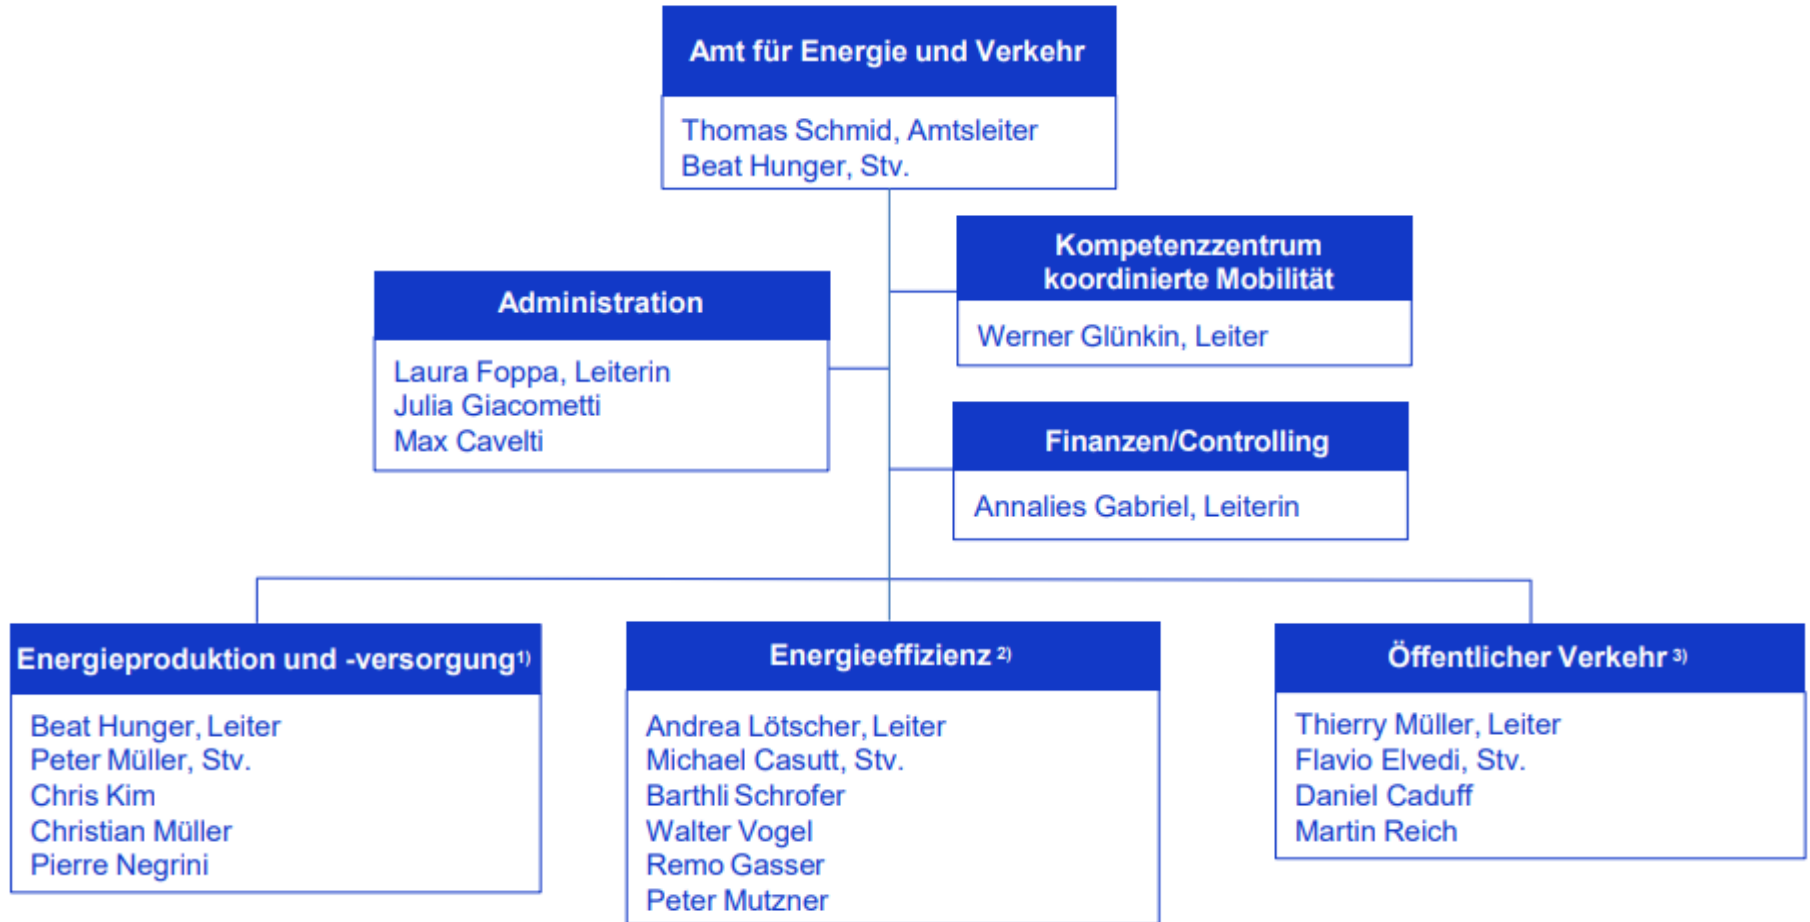 Amt für Energie und Verkehr
Thomas Schmid, Amtsleiter
Beat Hunger, Stv.
Kompetenzzentrum
koordinierte Mobilität
Werner Glünkin, Leiter
Administration
Laura Foppa, Leiterin
Julia Giacometti
Max Cavelti
Finanzen/Controlling
Annalies Gabriel, Leiterin
Energieproduktion und -versorgung1)
Beat Hunger, Leiter
Peter Müller, Stv.
Chris Kim
Christian Müller
Pierre Negrini
Energieeffizienz 2)
Andrea Lötscher, Leiter
Michael Casutt, Stv.
Barthli Schrofer
Walter Vogel
Remo Gasser
Peter Mutzner
Öffentlicher Verkehr 3)
Thierry Müller, Leiter
Flavio Elvedi, Stv.
Daniel Caduff
Martin Reich